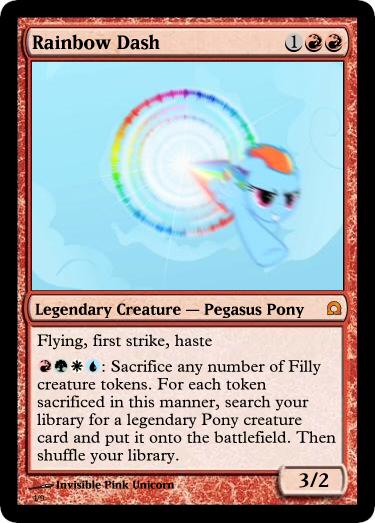 Rainbow Dash 1
Legendary Creature — Pegasus Pony
Flying, first strike, haste
: Sacrifice any number of Filly
creature tokens. For each token
sacrificed in this manner, search your
library for a legendary Pony creature
card and put it onto the battlefield. Then
shuffle your library.
Invisible Pink Unicorn
3/2